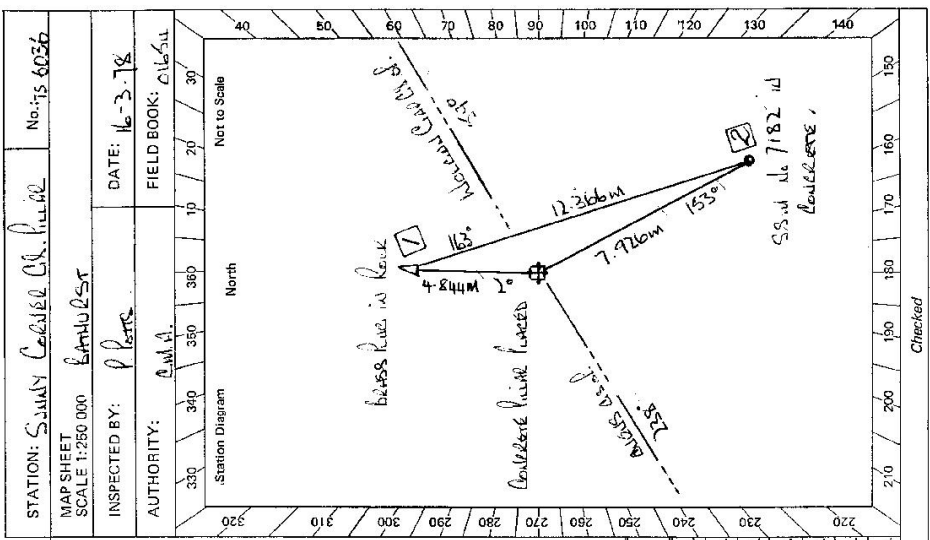 STATION: SUNNY CORNER Ck. PILLAR
No.: TS 6036
MAP SHEET
SCALE 1:250 000 BATHURST
INSPECTED BY: P. Potts
DATE: 16-3-78
AUTHORITY: C.M.A.
FIELD BOOK:
Station Diagram
North
Not to Scale
330 340 350 360 10 20 30
40 50 60 70 80 90 100 110 120 130 140
150 160 170 180 190 200 210
320 310 300 290 280 270 260 250 240 230 220
BRASS PLUG IN ROCK
1
163°
4.844m 2°
12.366m
7.926m
153°
2
S.S.M No 7182 IN
CONCRETE.
CONCRETE PILLAR PLACED
238°
Checked